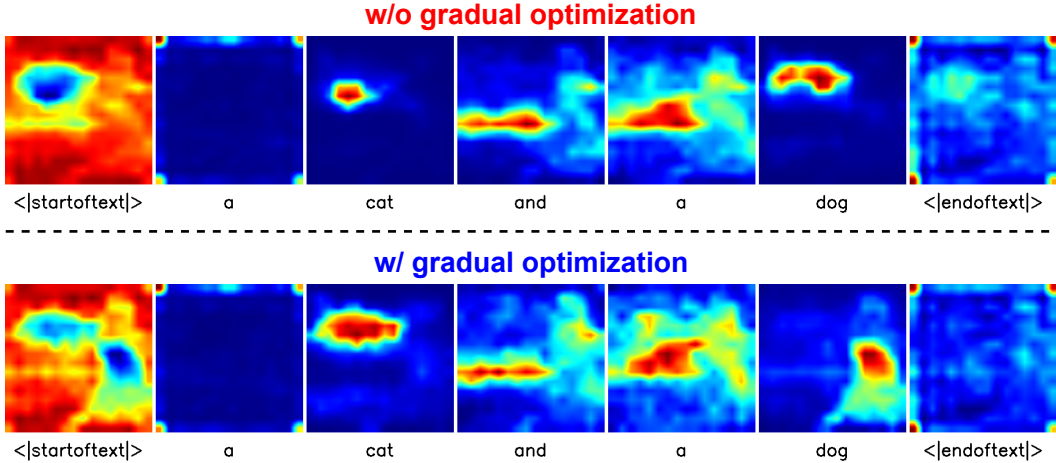 w/o gradual optimization
<|startoftext|> a cat and a dog <|endoftext|>
w/ gradual optimization
<|startoftext|> a cat and a dog <|endoftext|>